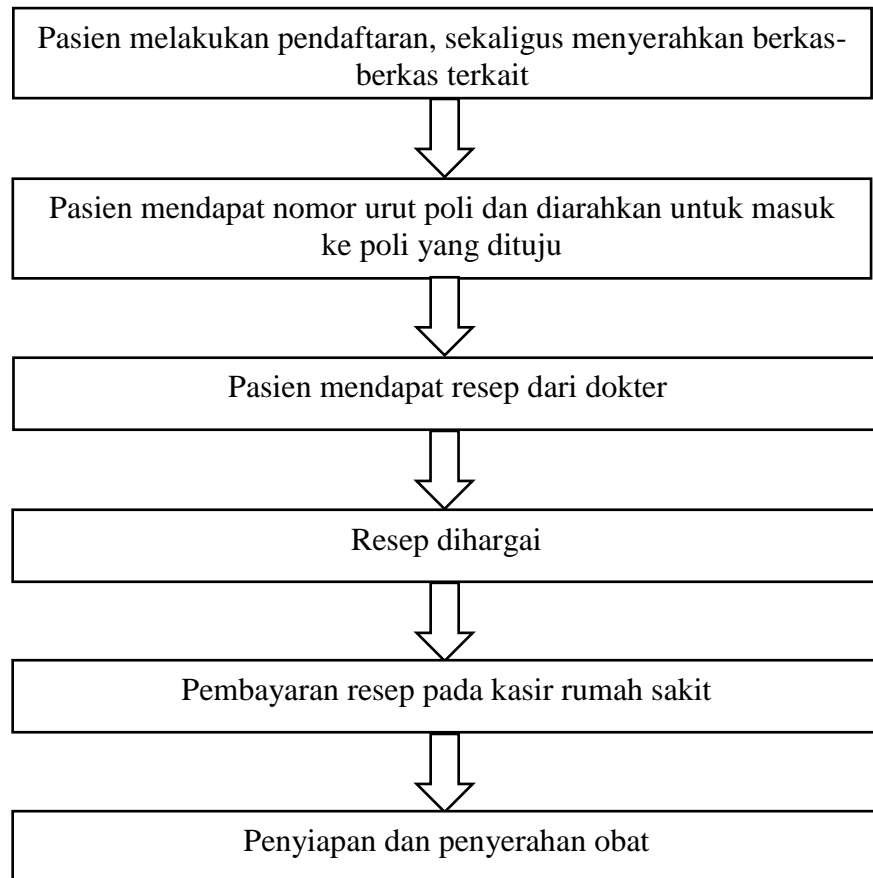 Pasien melakukan pendaftaran, sekaligus menyerahkan berkas-
berkas terkait
Pasien mendapat nomor urut poli dan diarahkan untuk masuk
ke poli yang dituju
Pasien mendapat resep dari dokter
Resep dihargai
Pembayaran resep pada kasir rumah sakit
Penyiapan dan penyerahan obat